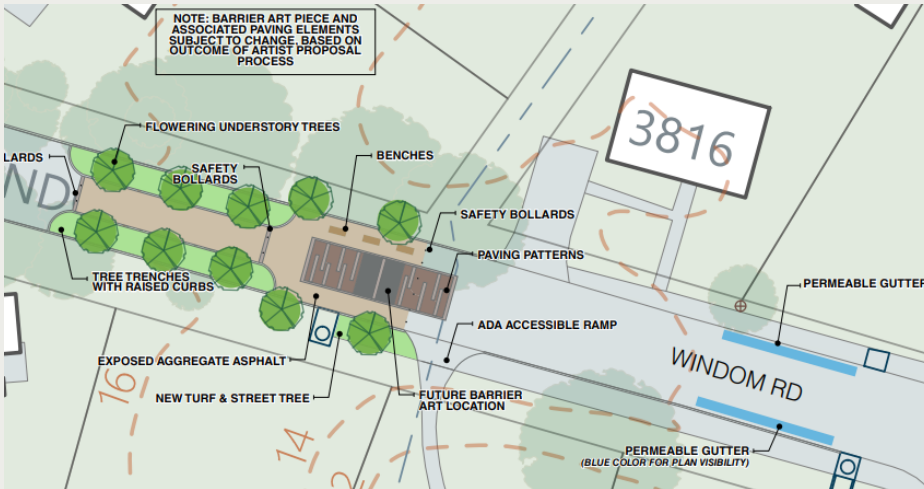 NOTE: BARRIER ART PIECE AND
ASSOCIATED PAVING ELEMENTS
SUBJECT TO CHANGE, BASED ON
OUTCOME OF ARTIST PROPOSAL
PROCESS
3816
FLOWERING UNDERSTORY TREES
LLARDS
ND
SAFETY
BOLLARDS
BENCHES
SAFETY BOLLARDS
PAVING PATTERNS
TREE TRENCHES
WITH RAISED CURBS
PERMEABLE GUTTER
ADA ACCESSIBLE RAMP
WINDOM RD
EXPOSED AGGREGATE ASPHALT
16
NEW TURF & STREET TREE
FUTURE BARRIER
ART LOCATION
14
2
PERMEABLE GUTTER
(BLUE COLOR FOR PLAN VISIBILITY)